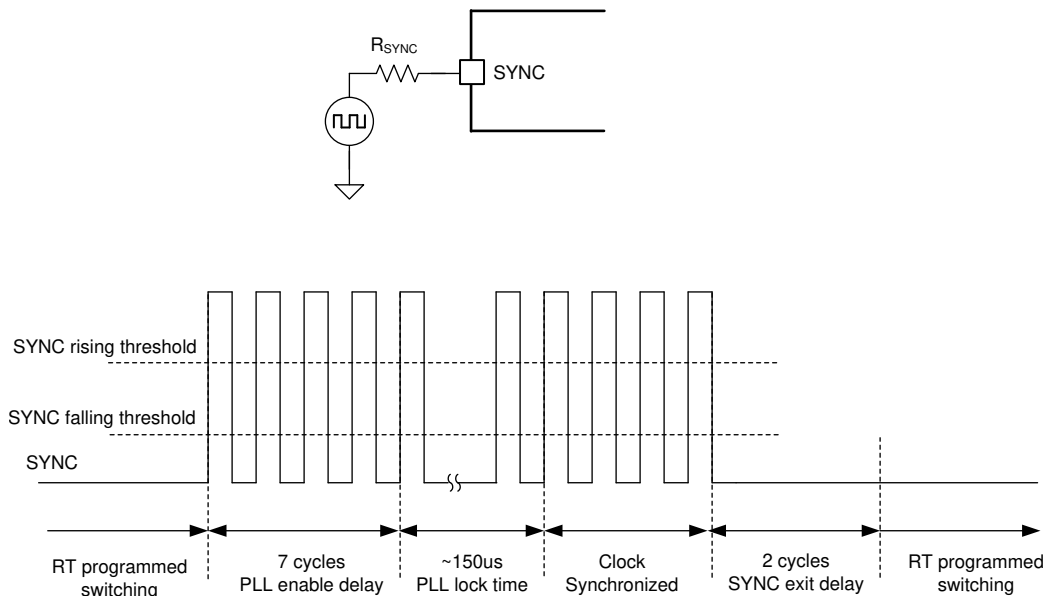 RSYNC
SYNC
SYNC rising threshold
SYNC falling threshold
SYNC
RT programmed
switching
7 cycles
PLL enable delay
~150us
PLL lock time
Clock
Synchronized
2 cycles
SYNC exit delay
RT programmed
switching